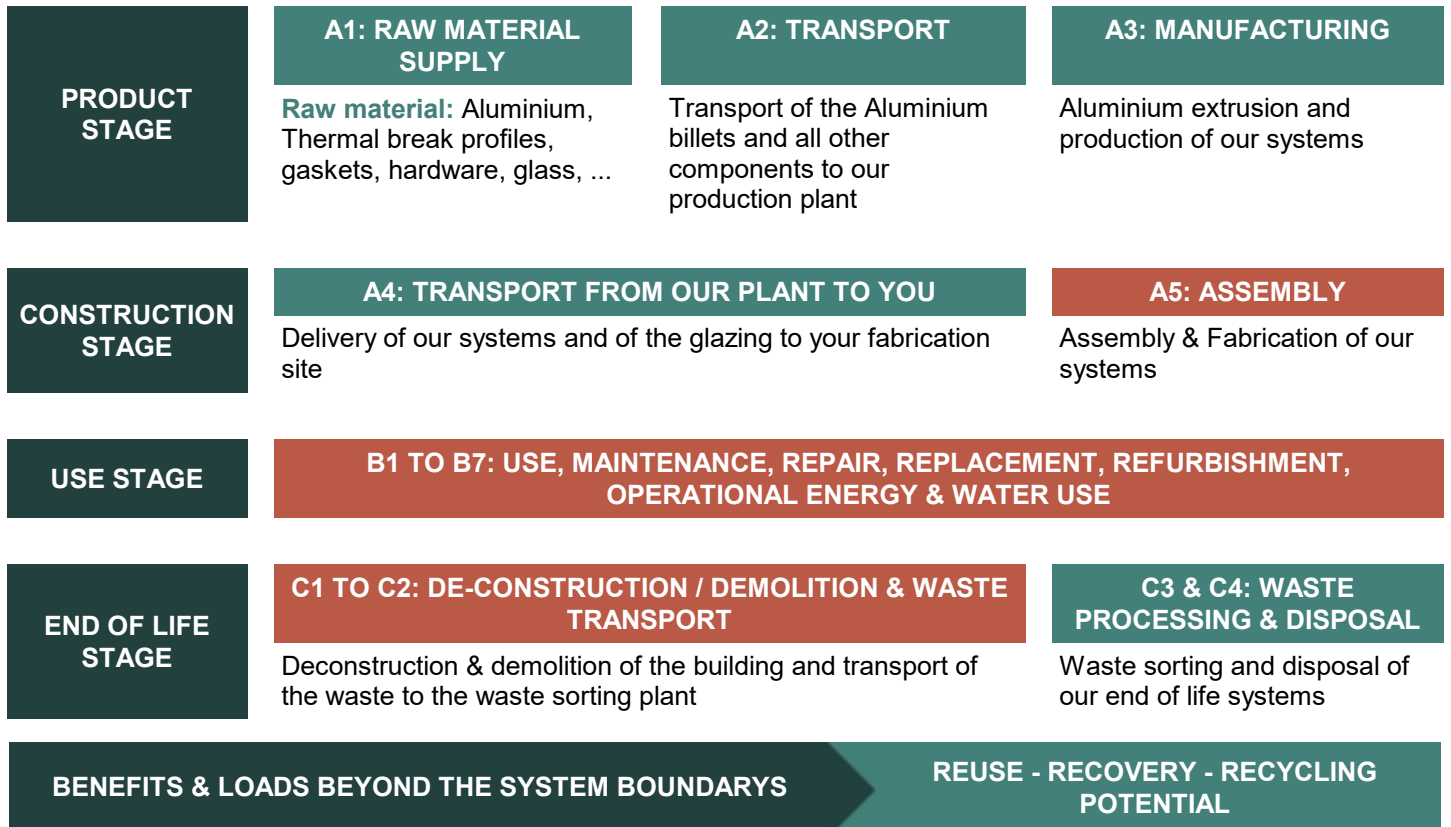 PRODUCT
STAGE
A1: RAW MATERIAL
SUPPLY
Raw material: Aluminium,
Thermal break profiles,
gaskets, hardware, glass, ...
A2: TRANSPORT
Transport of the Aluminium
billets and all other
components to our
production plant
A3: MANUFACTURING
Aluminium extrusion and
production of our systems
CONSTRUCTION
STAGE
A4: TRANSPORT FROM OUR PLANT TO YOU
Delivery of our systems and of the glazing to your fabrication
site
A5: ASSEMBLY
Assembly & Fabrication of our
systems
USE STAGE
B1 TO B7: USE, MAINTENANCE, REPAIR, REPLACEMENT, REFURBISHMENT,
OPERATIONAL ENERGY & WATER USE
END OF LIFE
STAGE
C1 TO C2: DE-CONSTRUCTION / DEMOLITION & WASTE
TRANSPORT
Deconstruction & demolition of the building and transport of
the waste to the waste sorting plant
C3 & C4: WASTE
PROCESSING & DISPOSAL
Waste sorting and disposal of
our end of life systems
BENEFITS & LOADS BEYOND THE SYSTEM BOUNDARYS
REUSE - RECOVERY - RECYCLING
POTENTIAL